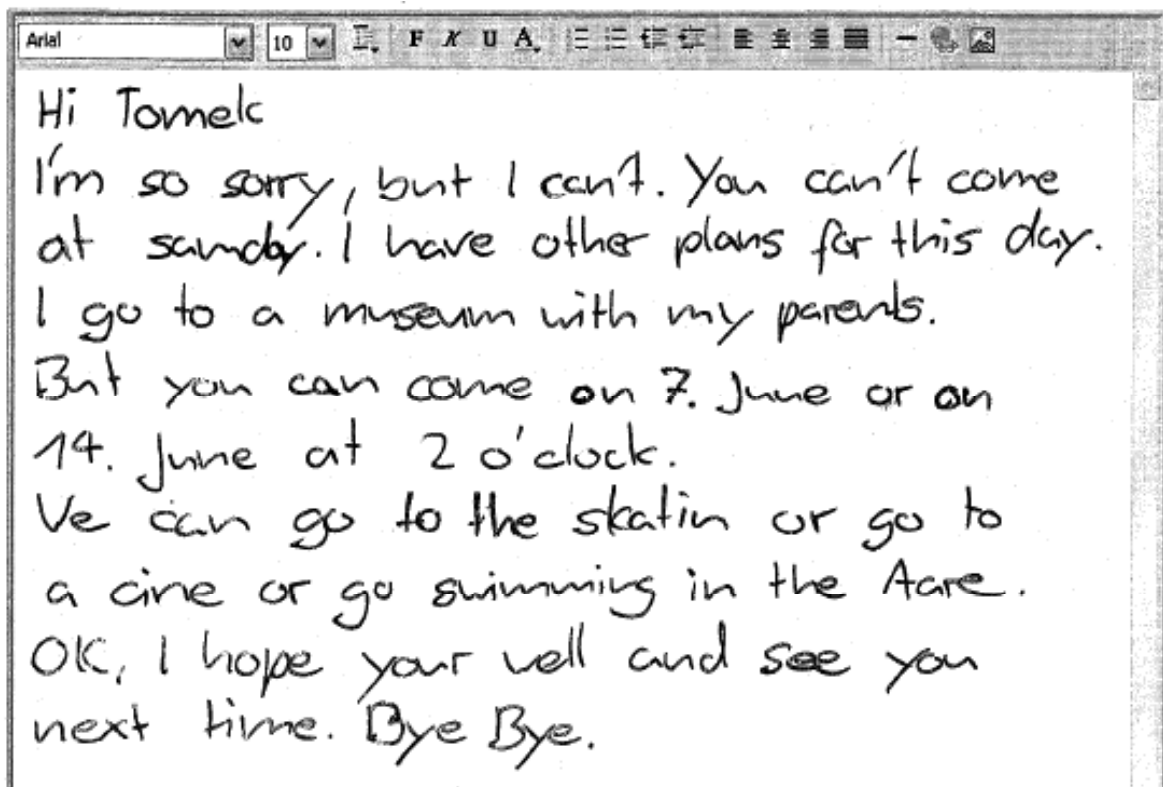 Arial 10 F K U A
Hi Tomek
I'm so sorry, but I can't. You can't come
at sunday. I have other plans for this day.
I go to a museum with my parents.
But you can come on 7. June or on
14. June at 2 o'clock.
Ve can go to the skatin or go to
a cine or go swimming in the Aare.
OK, I hope your well and see you
next time. Bye Bye.